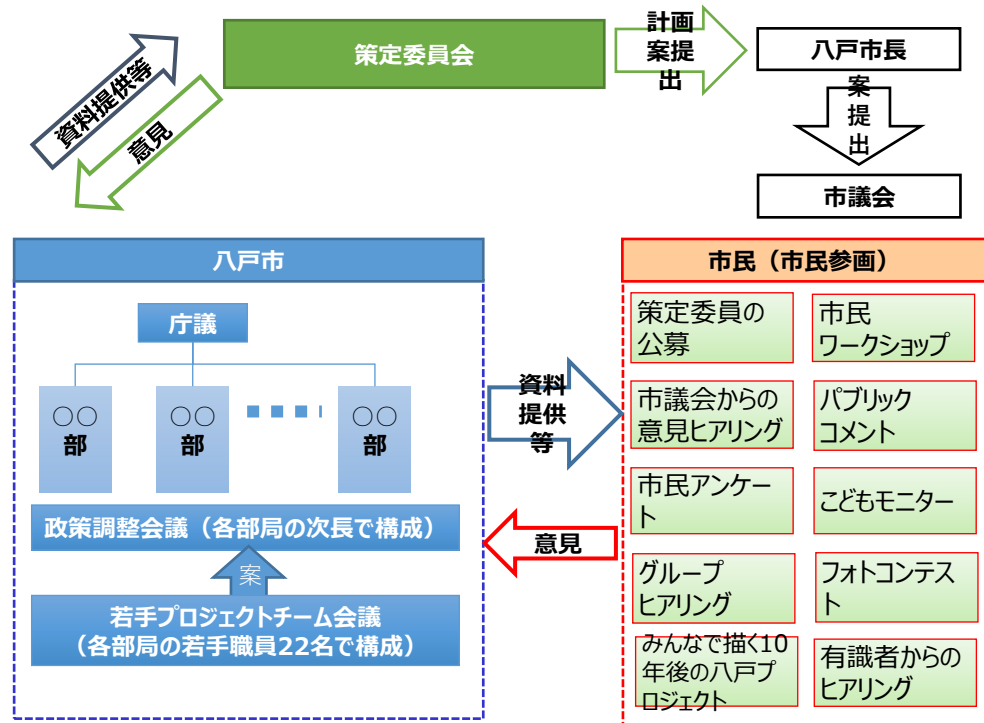 策定委員会
計画
案提
出
八戸市長
案
提
出
市議会
資料提供等
意見
八戸市
庁議
○○
部
○○
部
○○
部
政策調整会議（各部局の次長で構成）
案
若手プロジェクトチーム会議
（各部局の若手職員22名で構成）
資料
提供
等
意見
市民（市民参画）
策定委員の
公募
市民
ワークショップ
市議会からの
意見ヒアリング
パブリック
コメント
市民アンケー
ト
こどもモニター
グループ
ヒアリング
フォトコンテス
ト
みんなで描く10
年後の八戸プ
ロジェクト
有識者からの
ヒアリング